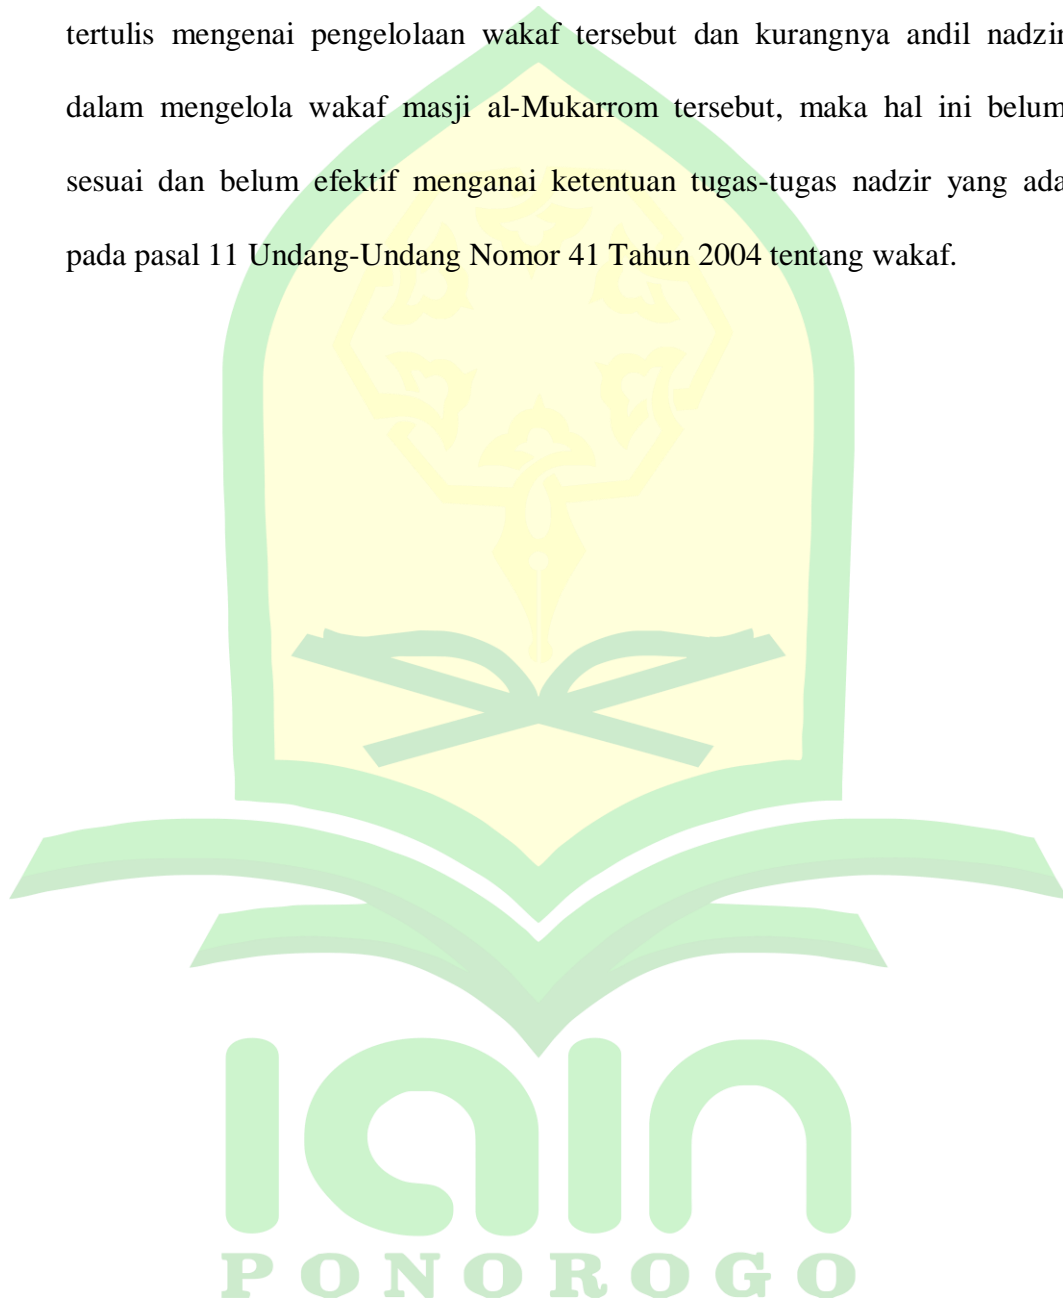 tertulis mengenai pengelolaan wakaf tersebut dan kurangnya andil nadzir
dalam mengelola wakaf masji al-Mukarrom tersebut, maka hal ini belum
sesuai dan belum efektif menganai ketentuan tugas-tugas nadzir yang ada
pada pasal 11 Undang-Undang Nomor 41 Tahun 2004 tentang wakaf.
iain
PONOROGO